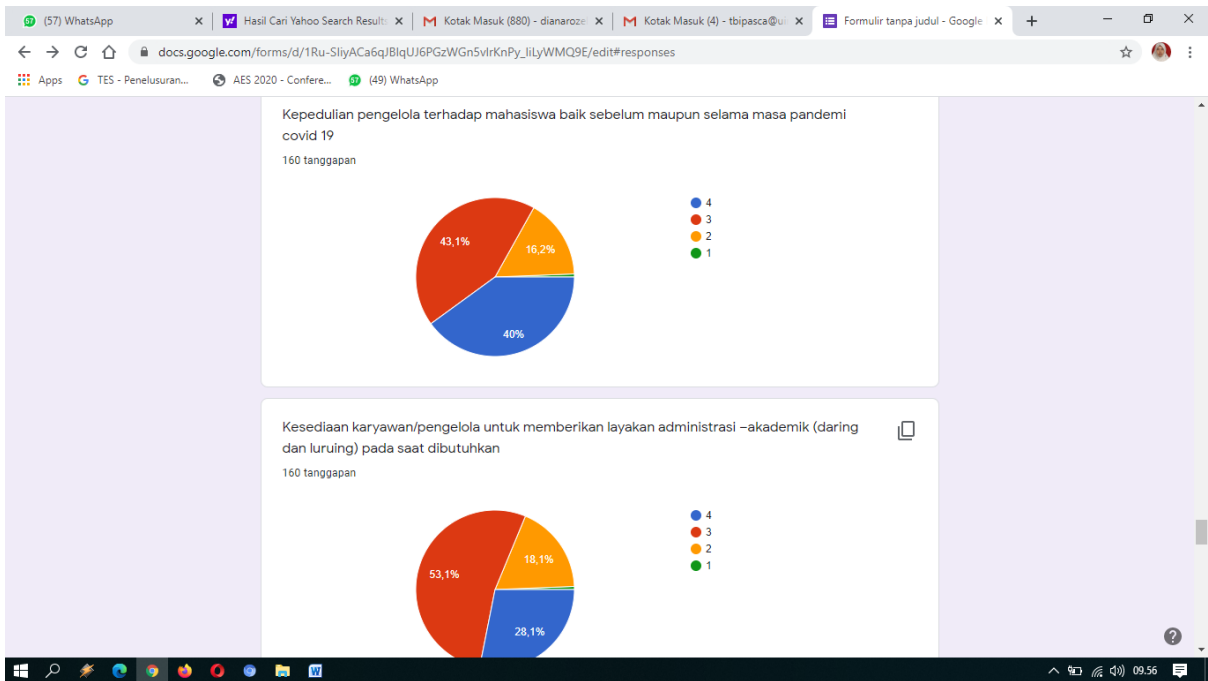 (57) WhatsApp
Hasil Cari Yahoo Search Results
Kotak Masuk (880) - dianaroze
Kotak Masuk (4) - tbipasca@ui
Formulir tanpa judul - Google
docs.google.com/forms/d/1Ru-SliyACa6qJBlqUJ6PGzWGn5vIrKnPy_IiLyWMQ9E/edit#responses
Apps
TES - Penelusuran...
AES 2020 - Confere...
(49) WhatsApp
Kepedulian pengelola terhadap mahasiswa baik sebelum maupun selama masa pandemi
covid 19
160 tanggapan
43,1%
16,2%
40%
4
3
2
1
Kesediaan karyawan/pengelola untuk memberikan layakan administrasi –akademik (daring
dan luruing) pada saat dibutuhkan
160 tanggapan
53,1%
18,1%
28,1%
4
3
2
1
09.56